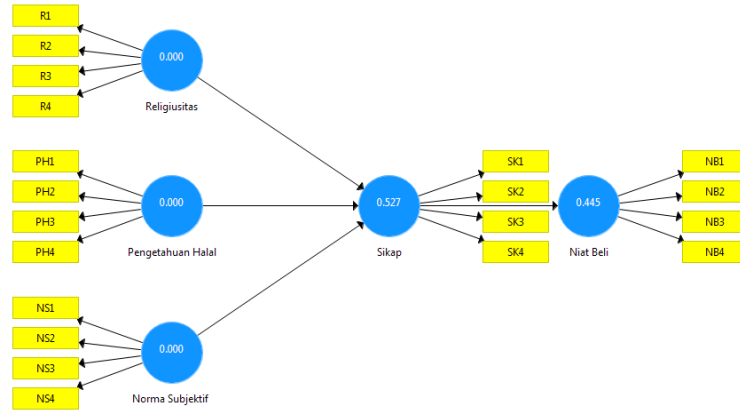 R1
R2
R3
R4
0.000
Religiusitas
PH1
PH2
PH3
PH4
0.000
Pengetahuan Halal
NS1
NS2
NS3
NS4
0.000
Norma Subjektif
0.527
Sikap
SK1
SK2
SK3
SK4
0.445
Niat Beli
NB1
NB2
NB3
NB4